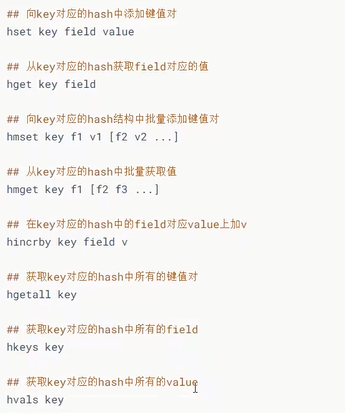 ## 向key对应的hash中添加键值对
hset key field value
## 从key对应的hash获取field对应的值
hget key field
## 向key对应的hash结构中批量添加键值对
hmset key f1 v1 [f2 v2 ...]
## 从key对应的hash中批量获取值
hmget key f1 [f2 f3 ...]
## 在key对应的hash中的field对应value上加v
hincrby key field v
## 获取key对应的hash中所有的键值对
hgetall key
## 获取key对应的hash中所有的field
hkeys key
## 获取key对应的hash中所有的value
hvals key